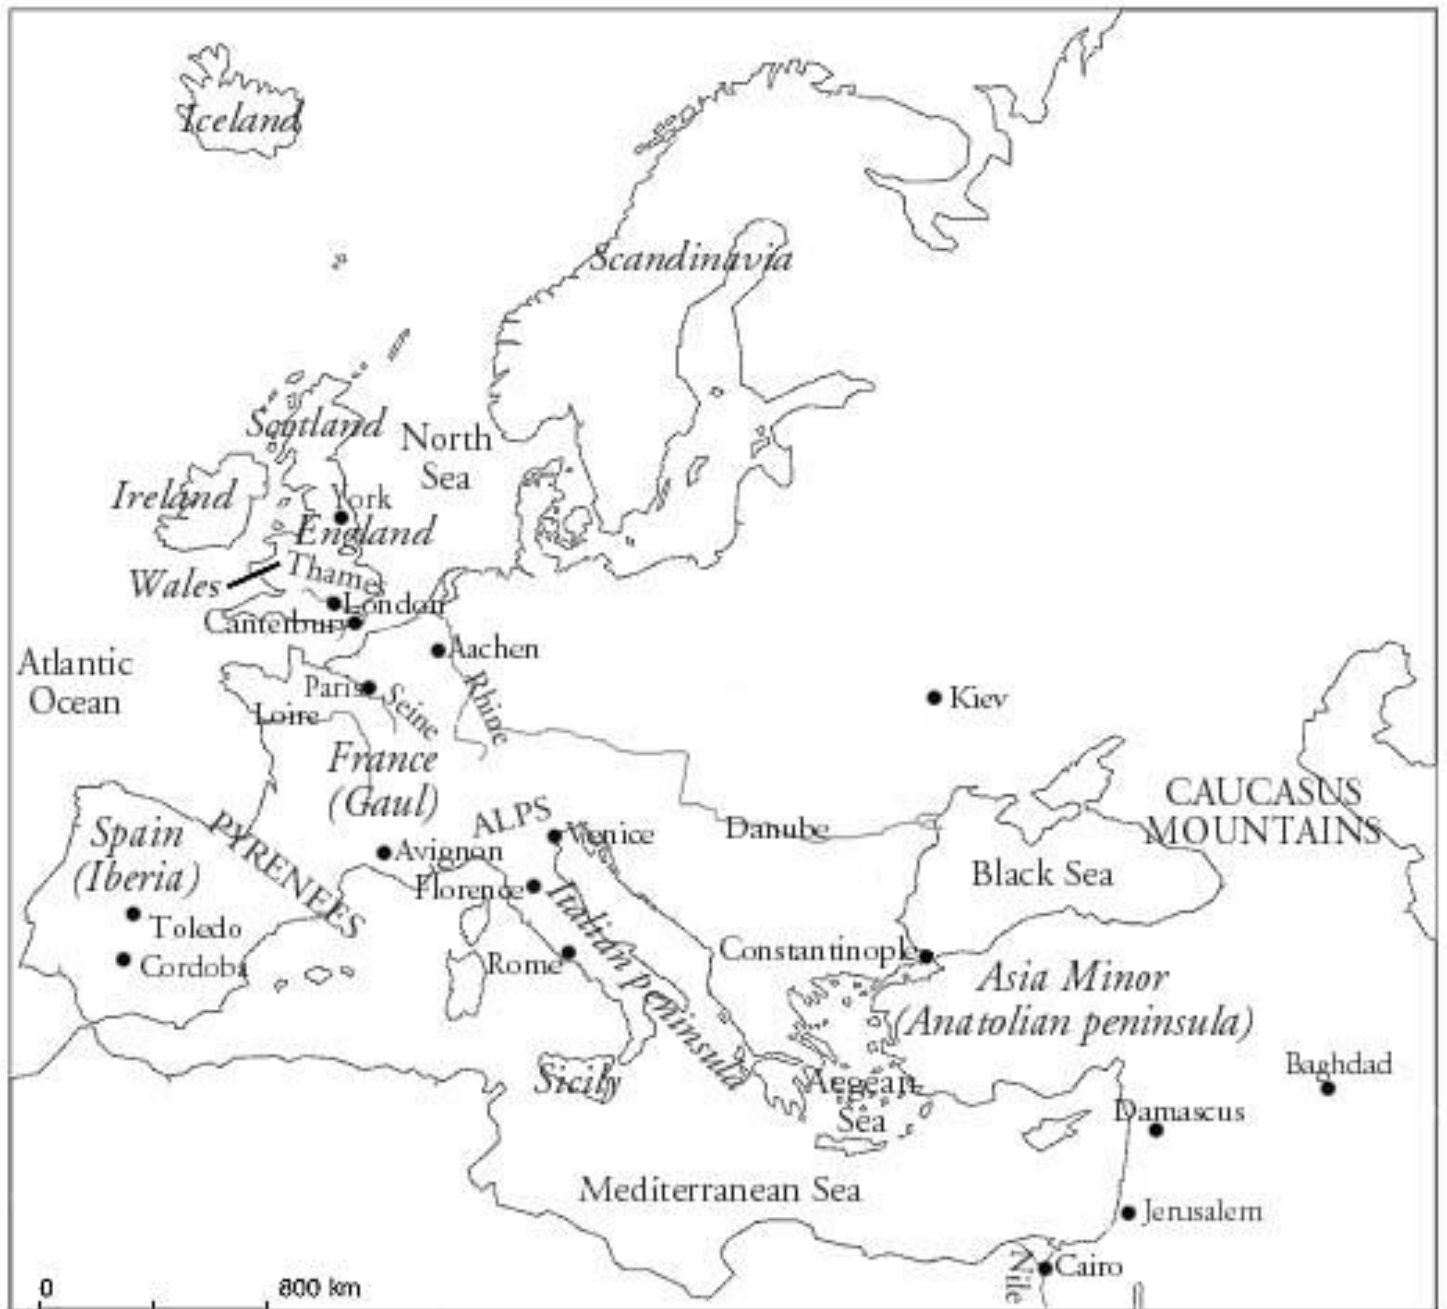 Iceland
Scandinavia
Scotland
North
Sea
Ireland
York
England
Wales
Thames
London
Canterbury
Aachen
Atlantic
Ocean
Paris
Seine
Rhine
Kiev
Loire
France
(Gaul)
CAUCASUS
MOUNTAINS
ALPS
Spain
(Iberia)
PYRENEES
Venice
Danube
Avignon
Florence
Black Sea
Toledo
Cordoba
Rome
Italian peninsula
Constantinople
Asia Minor
(Anatolian peninsula)
Baghdad
Sicily
Aegean
Sea
Damascus
Mediterranean Sea
Jerusalem
Nile
Cairo
0
800 km